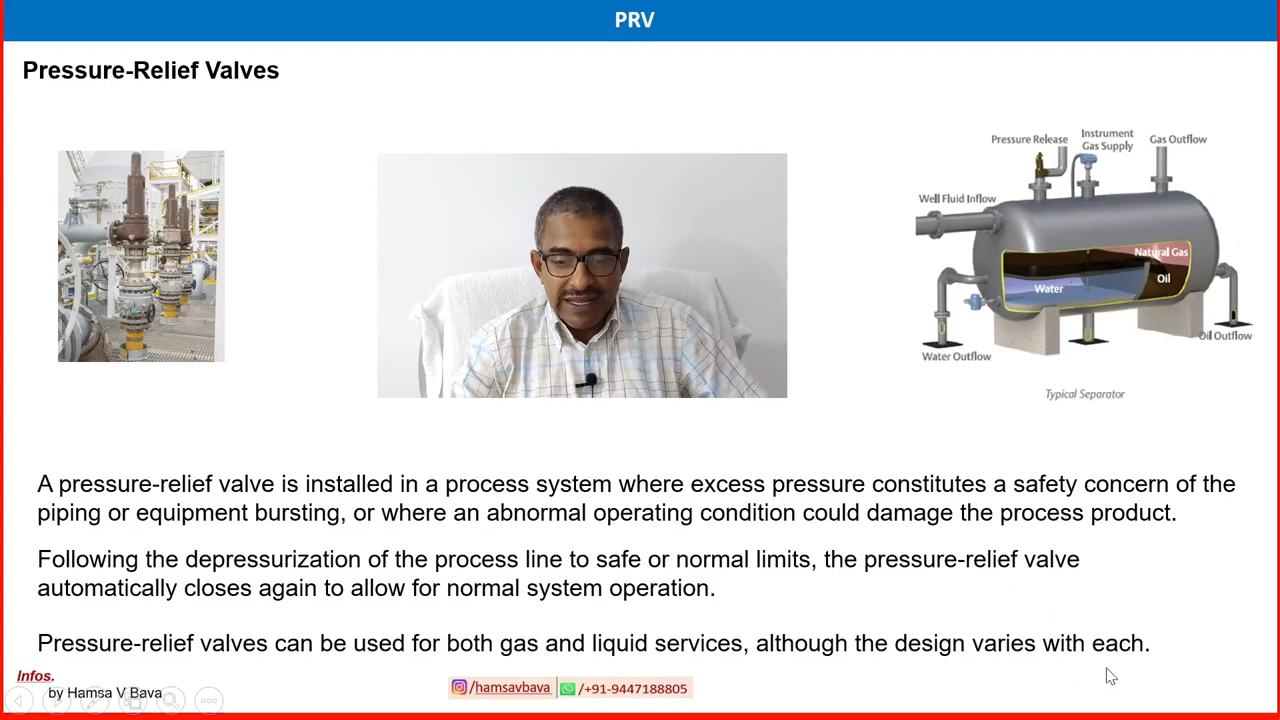 PRV
Pressure-Relief Valves
Pressure Release
Instrument
Gas Supply
Gas Outflow
Well Fluid Inflow
Natural Gas
Oil
Water
Oil Outflow
Water Outflow
Typical Separator
A pressure-relief valve is installed in a process system where excess pressure constitutes a safety concern of the
piping or equipment bursting, or where an abnormal operating condition could damage the process product.
Following the depressurization of the process line to safe or normal limits, the pressure-relief valve
automatically closes again to allow for normal system operation.
Pressure-relief valves can be used for both gas and liquid services, although the design varies with each.
Infos.
by Hamsa V Bava
/hamsavbava
/+91-9447188805